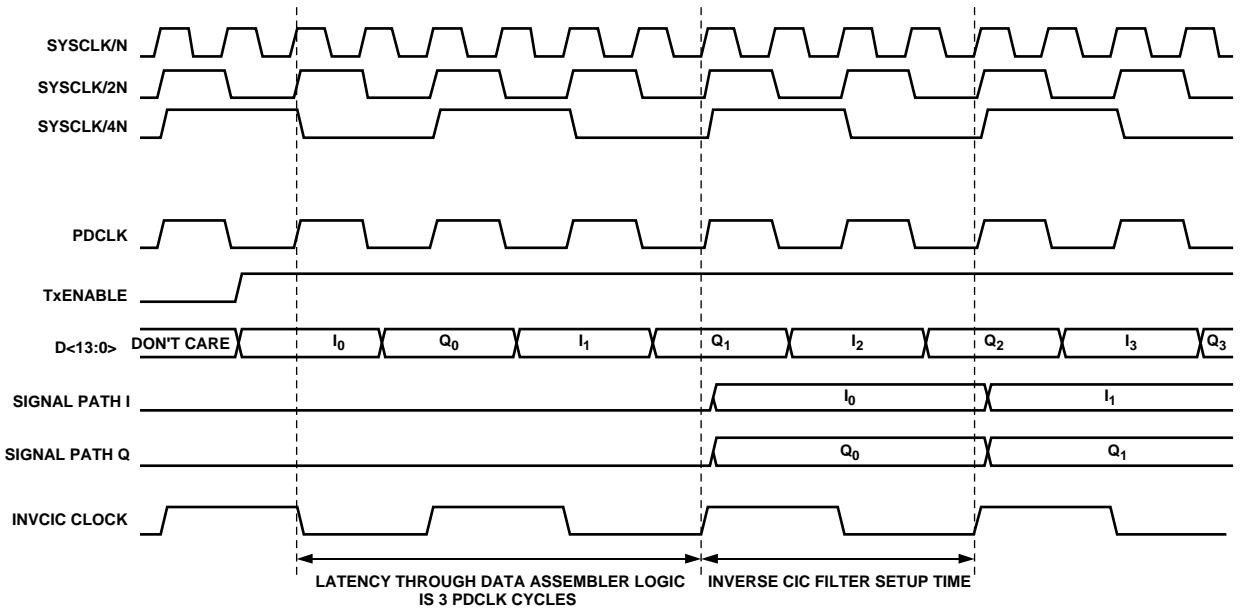 SYSCLK/N
SYSCLK/2N
SYSCLK/4N
PDCLK
TxENABLE
D<13:0> DON'T CARE I0 Q0 I1 Q1 I2 Q2 I3 Q3
SIGNAL PATH I I0 I1
SIGNAL PATH Q Q0 Q1
INVCIC CLOCK
LATENCY THROUGH DATA ASSEMBLER LOGIC
IS 3 PDCLK CYCLES
INVERSE CIC FILTER SETUP TIME